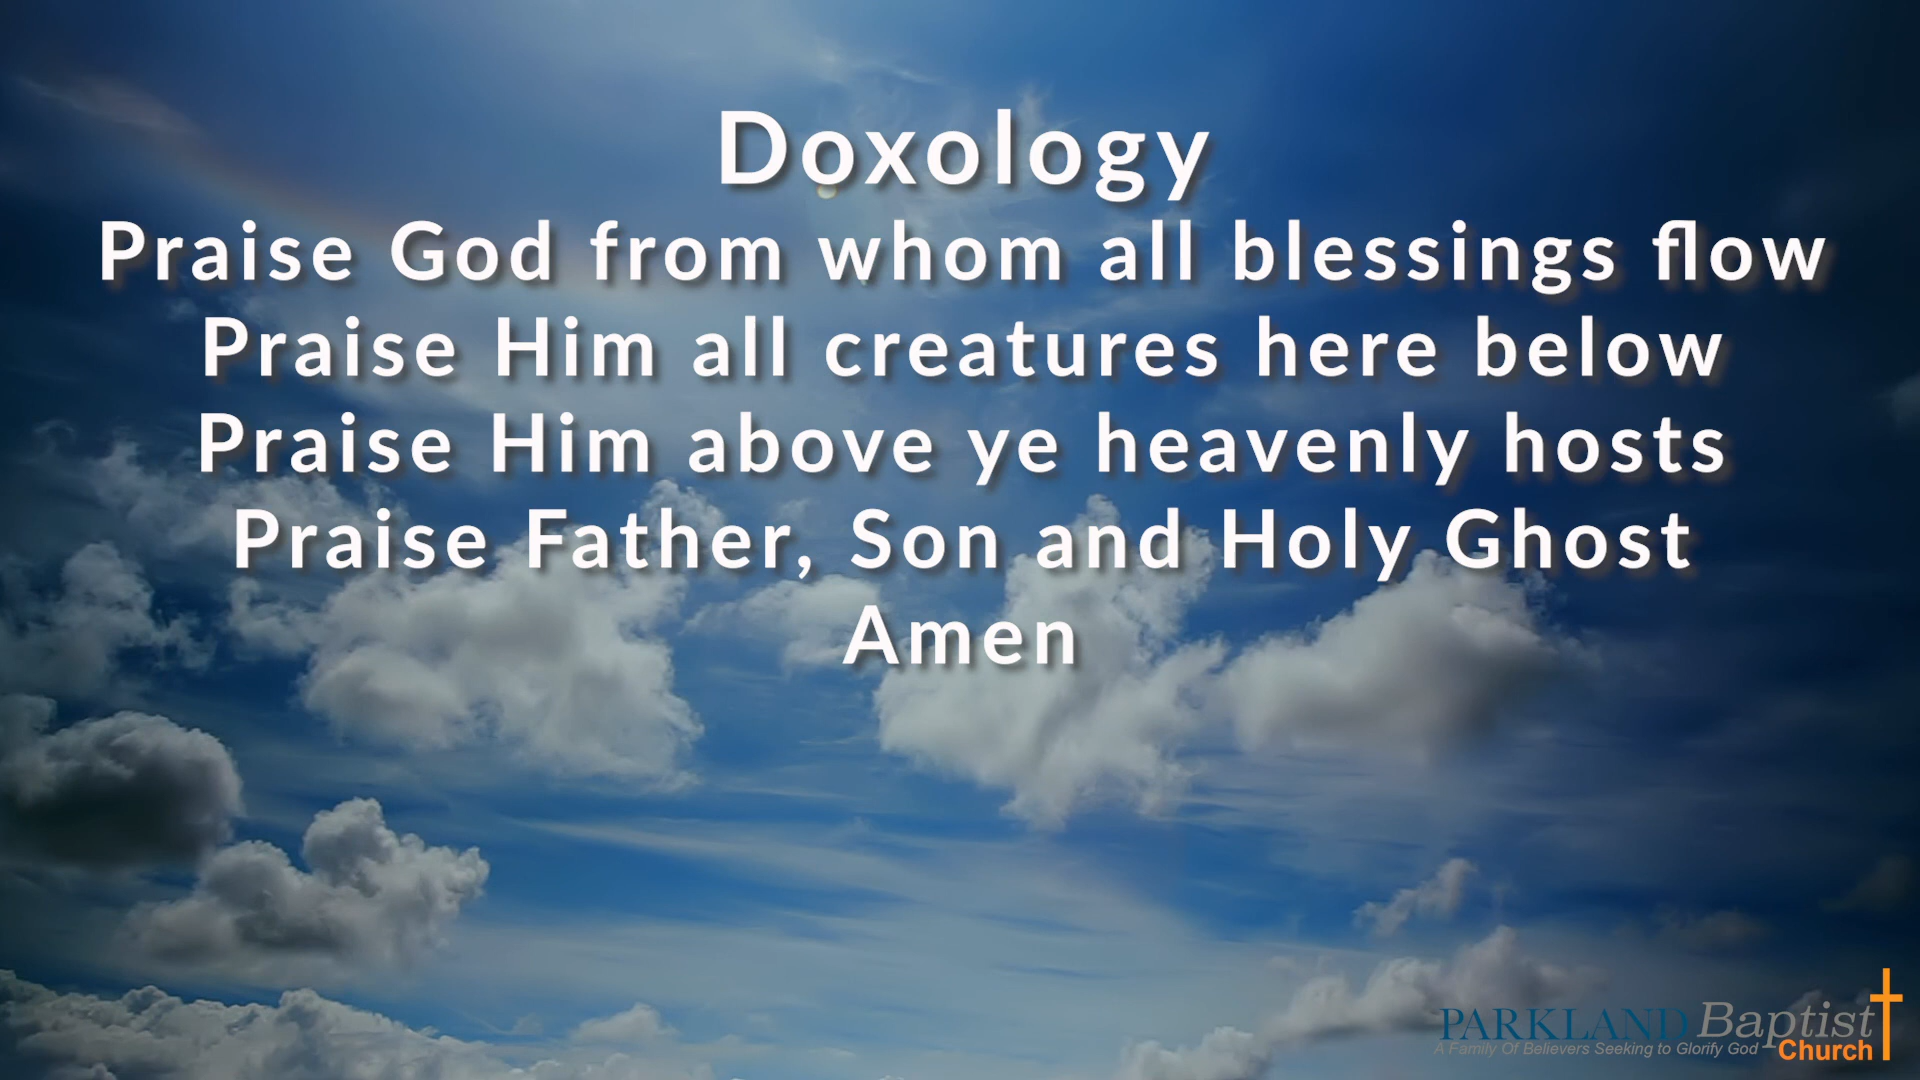 Doxology
Praise God from whom all blessings flow
Praise Him all creatures here below
Praise Him above ye heavenly hosts
Praise Father, Son and Holy Ghost
Amen
PARKLAND Baptist
A Family Of Believers Seeking to Glorify God
Church